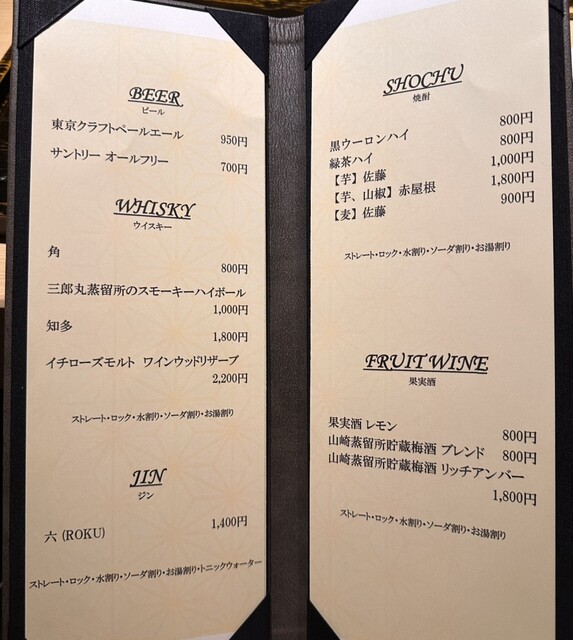 BEER
ビール
東京クラフトペールエール 950円
サントリー オールフリー 700円
WHISKY
ウイスキー
角
800円
三郎丸蒸留所のスモーキーハイボール
1,000円
知多
1,800円
イチローズモルト ワインウッドリザーブ
2,200円
ストレート・ロック・水割り・ソーダ割り・お湯割り
JIN
ジン
六 (ROKU) 1,400円
ストレート・ロック・水割り・ソーダ割り・お湯割り・トニックウォーター
SHOCHU
焼酎
黒ウーロンハイ 800円
緑茶ハイ 800円
【芋】佐藤 1,000円
【芋、山椒】赤屋根 1,800円
【麦】佐藤 900円
ストレート・ロック・水割り・ソーダ割り・お湯割り
FRUIT WINE
果実酒
果実酒 レモン 800円
山崎蒸留所貯蔵梅酒 ブレンド 800円
山崎蒸留所貯蔵梅酒 リッチアンバー
1,800円
ストレート・ロック・水割り・ソーダ割り・お湯割り